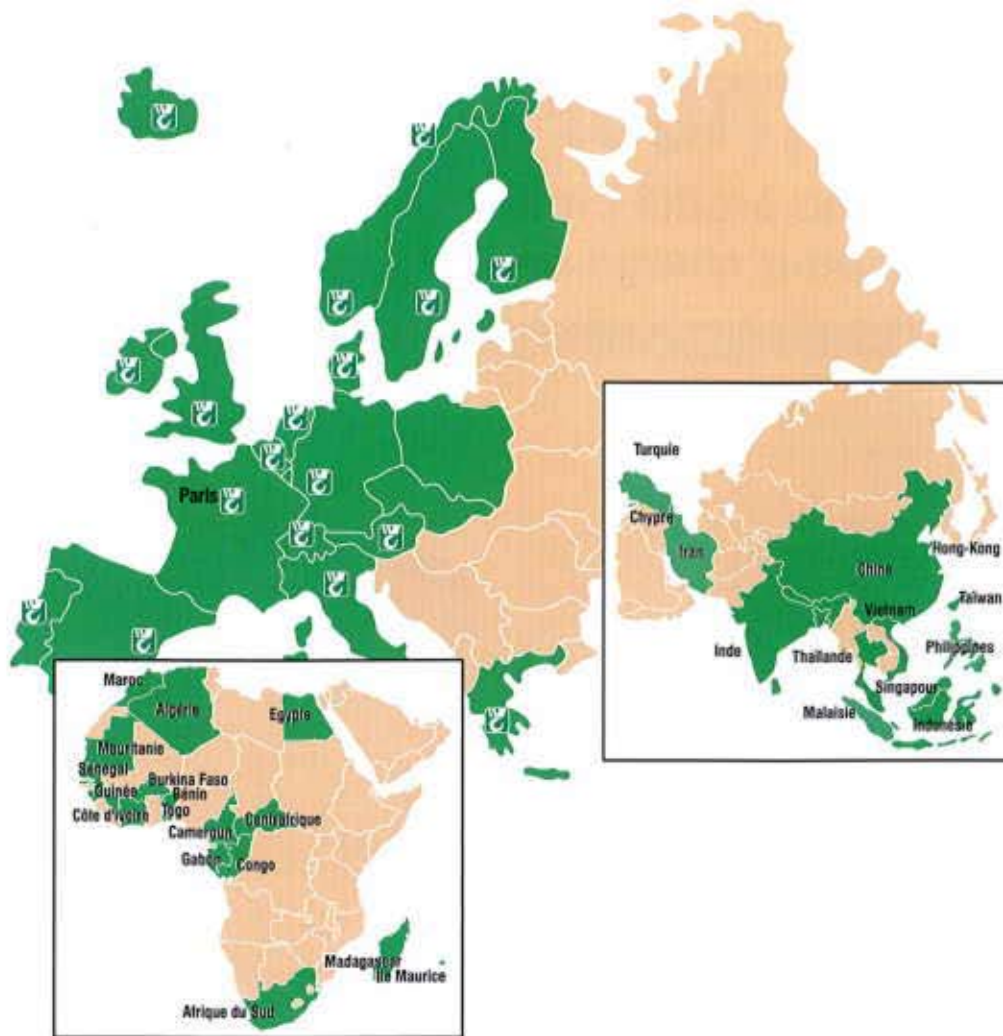 Paris
Turquie
Chypre
Iran
Chine
Hong-Kong
Taïwan
Vietnam
Inde
Thaïlande
Philippines
Singapour
Malaisie
Indonésie
Maroc
Algérie
Egypte
Mauritanie
Sénégal
Burkina Faso
Guinée
Bénin
Côte d'ivoire
Togo
Centrafrique
Cameroun
Gabon
Congo
Madagascar
Ile Maurice
Afrique du Sud